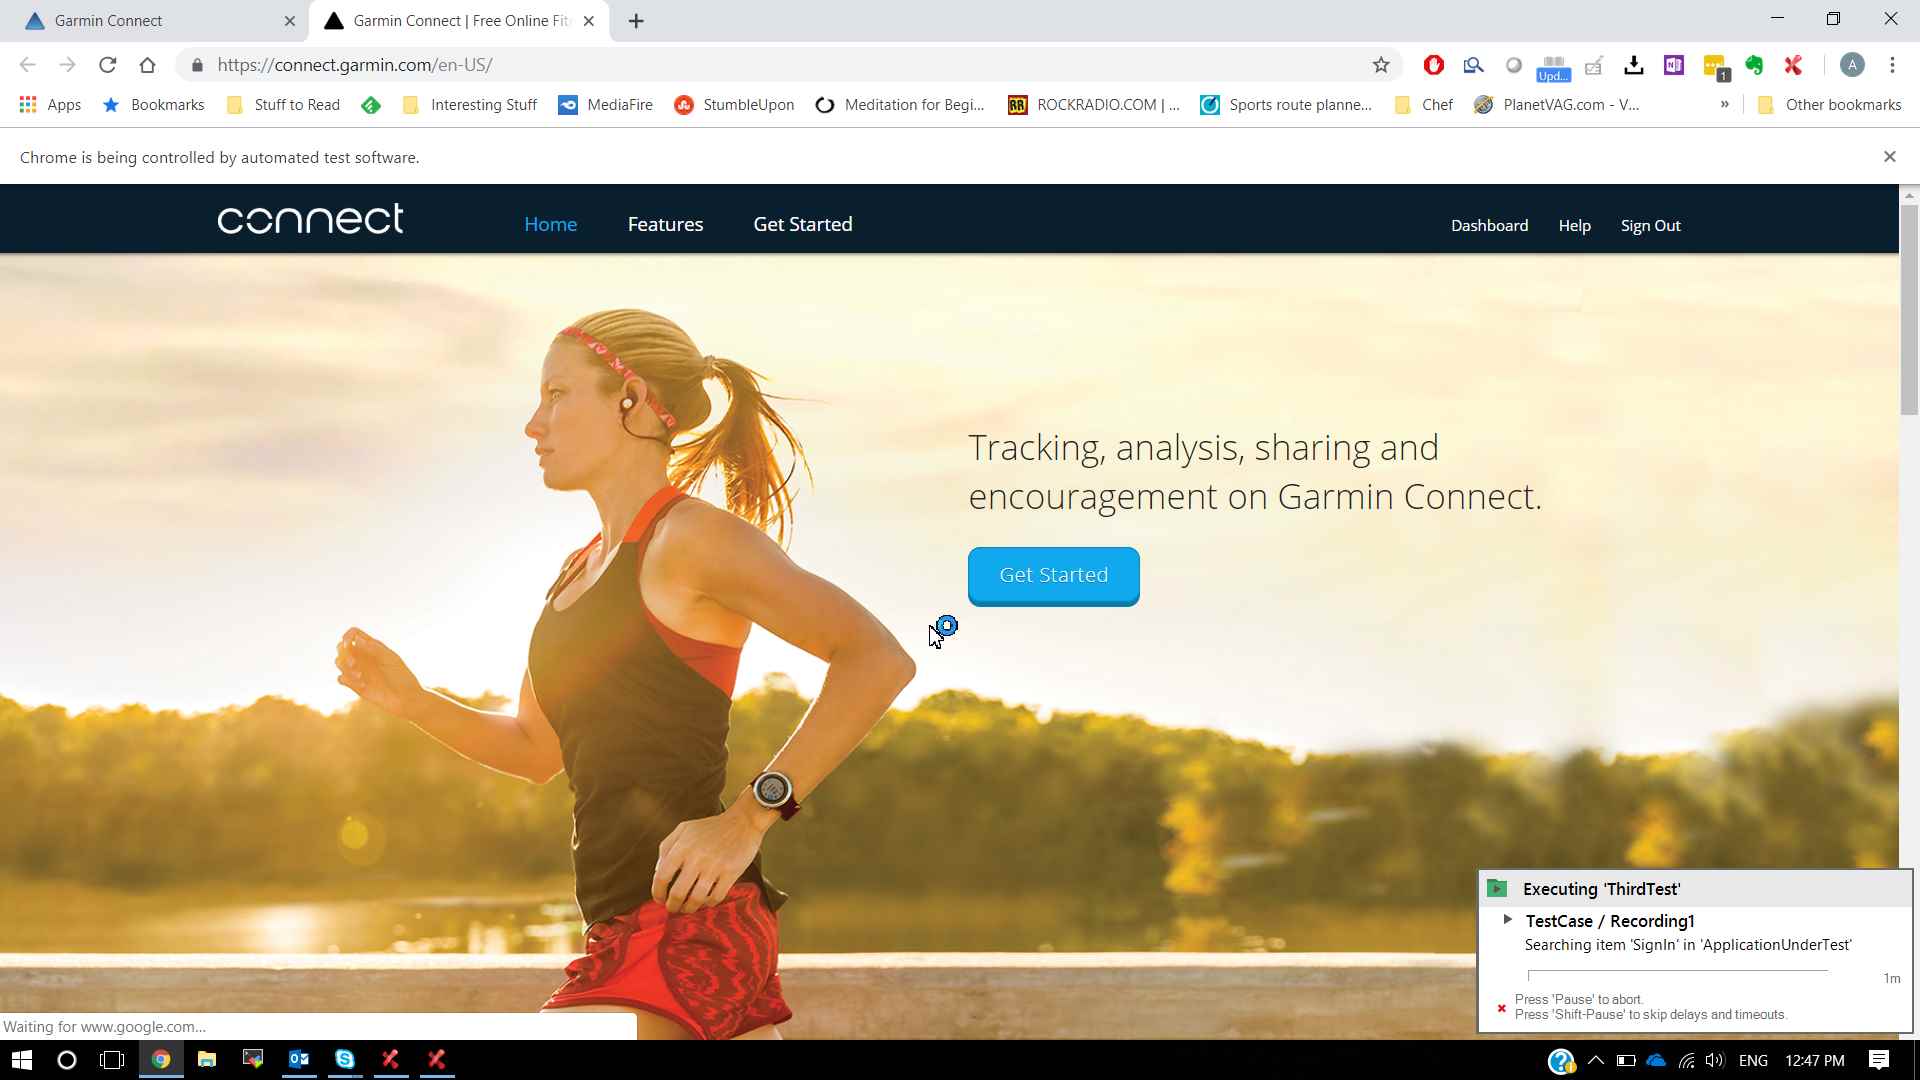 Garmin Connect
Garmin Connect | Free Online Fit
https://connect.garmin.com/en-US/
Upd...
1
A
Apps
Bookmarks
Stuff to Read
Interesting Stuff
MediaFire
StumbleUpon
Meditation for Begi...
RR
ROCKRADIO.COM | ...
Sports route planne...
Chef
PlanetVAG.com - V...
»
Other bookmarks
Chrome is being controlled by automated test software.
connect
Home
Features
Get Started
Dashboard
Help
Sign Out
Tracking, analysis, sharing and
encouragement on Garmin Connect.
Get Started
Executing 'ThirdTest'
TestCase / Recording1
Searching item 'SignIn' in 'ApplicationUnderTest'
1m
Press 'Pause' to abort.
Press 'Shift-Pause' to skip delays and timeouts.
Waiting for www.google.com...
ENG
12:47 PM